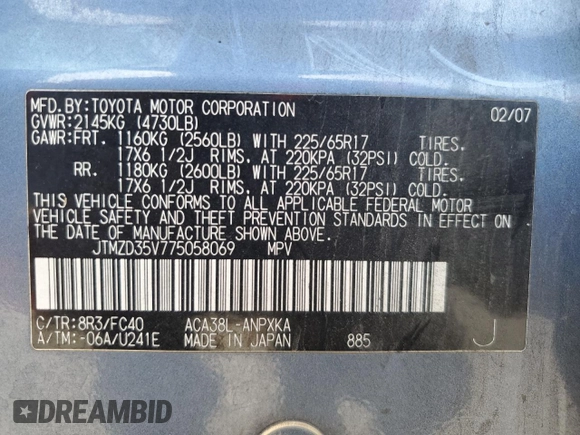 MFD.BY:TOYOTA MOTOR CORPORATION 02/07
GVWR:2145KG (4730LB)
GAWR:FRT. 1160KG (2560LB) WITH 225/65R17 TIRES.
17X6 1/2J RIMS. AT 220KPA (32PSI) COLD.
RR. 1180KG (2600LB) WITH 225/65R17 TIRES.
17X6 1/2J RIMS. AT 220KPA (32PSI) COLD.
THIS VEHICLE CONFORMS TO ALL APPLICABLE FEDERAL MOTOR
VEHICLE SAFETY AND THEFT PREVENTION STANDARDS IN EFFECT ON
THE DATE OF MANUFACTURE SHOWN ABOVE.
JTMZD35V775058069 MPV
C/TR:8R3/FC40 ACA38L-ANPXKA
A/TM:-06A/U241E MADE IN JAPAN 885 J
DREAMBID